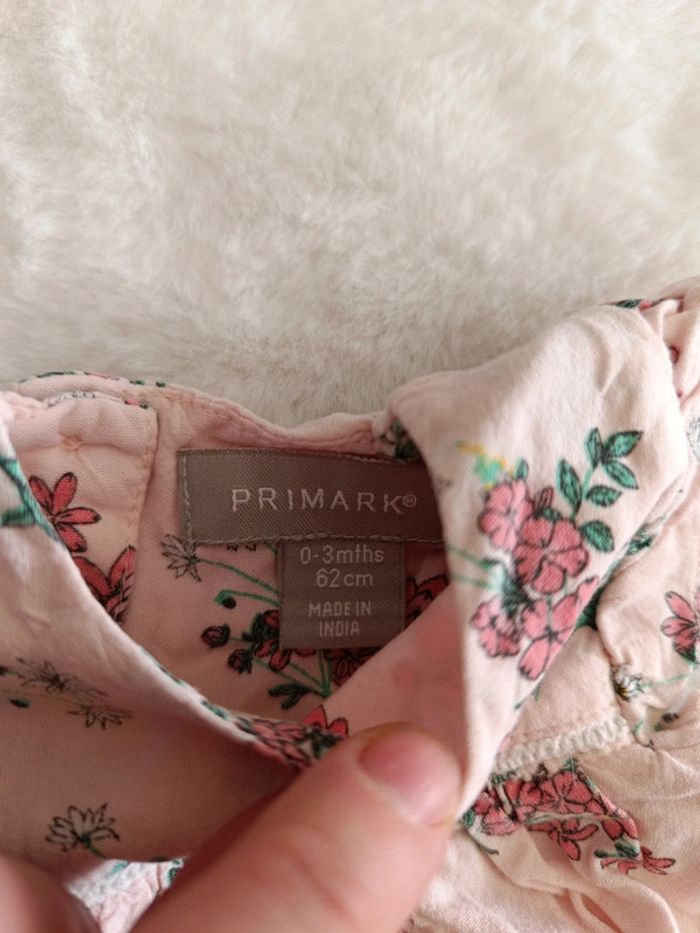 PRIMARK®
0-3mths
62cm
MADE IN
INDIA